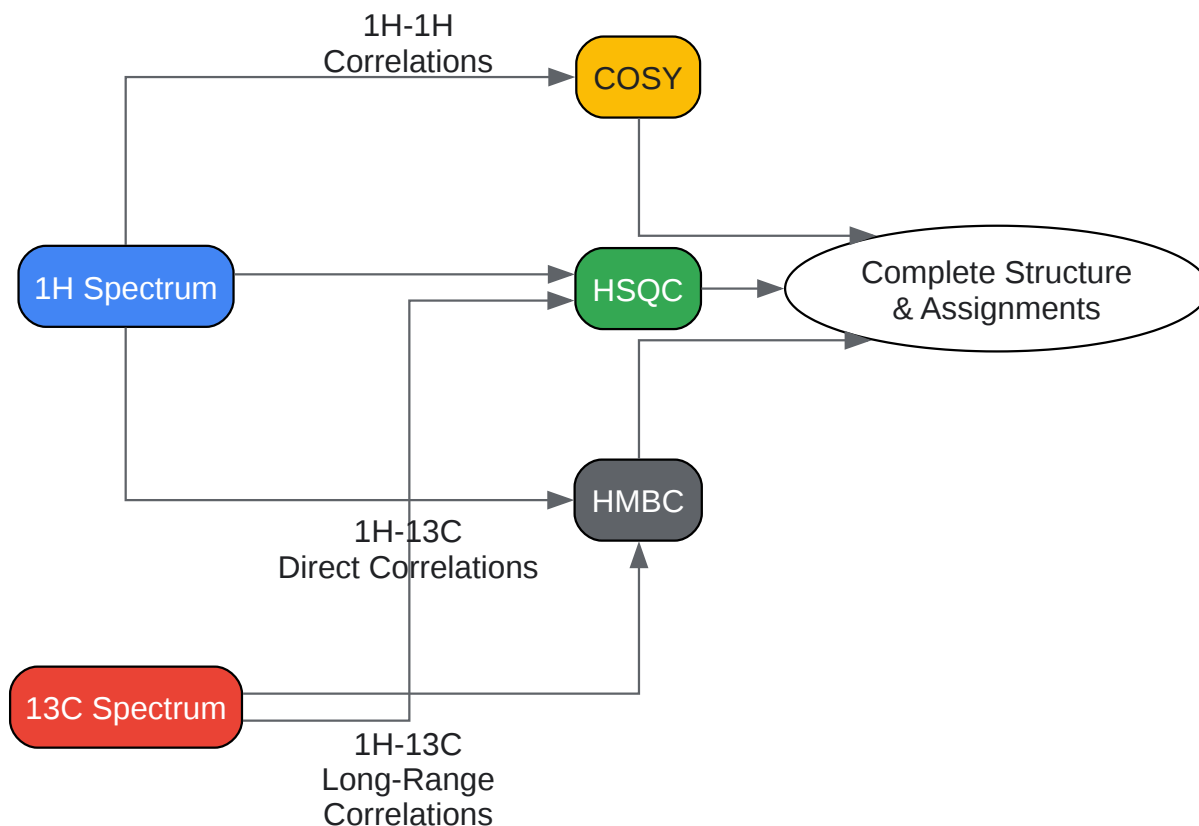 1H-1H
Correlations
COSY
1H Spectrum
HSQC
Complete Structure
& Assignments
HMBC
1H-13C
Direct Correlations
13C Spectrum
1H-13C
Long-Range
Correlations